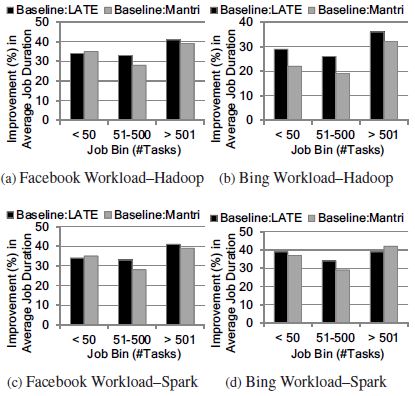 Baseline:LATE Baseline:Mantri
Improvement (%) in
Average Job Duration
50
40
30
20
10
0
< 50 51-500 > 501
Job Bin (#Tasks)
(a) Facebook Workload–Hadoop
Baseline:LATE Baseline:Mantri
Improvement (%) in
Average Job Duration
40
30
20
10
0
< 50 51-500 > 501
Job Bin (#Tasks)
(b) Bing Workload–Hadoop
Baseline:LATE Baseline:Mantri
Improvement (%) in
Average Job Duration
50
40
30
20
10
0
< 50 51-500 > 501
Job Bin (#Tasks)
(c) Facebook Workload–Spark
Baseline:LATE Baseline:Mantri
Improvement (%) in
Average Job Duration
50
40
30
20
10
0
< 50 51-500 > 501
Job Bin (#Tasks)
(d) Bing Workload–Spark